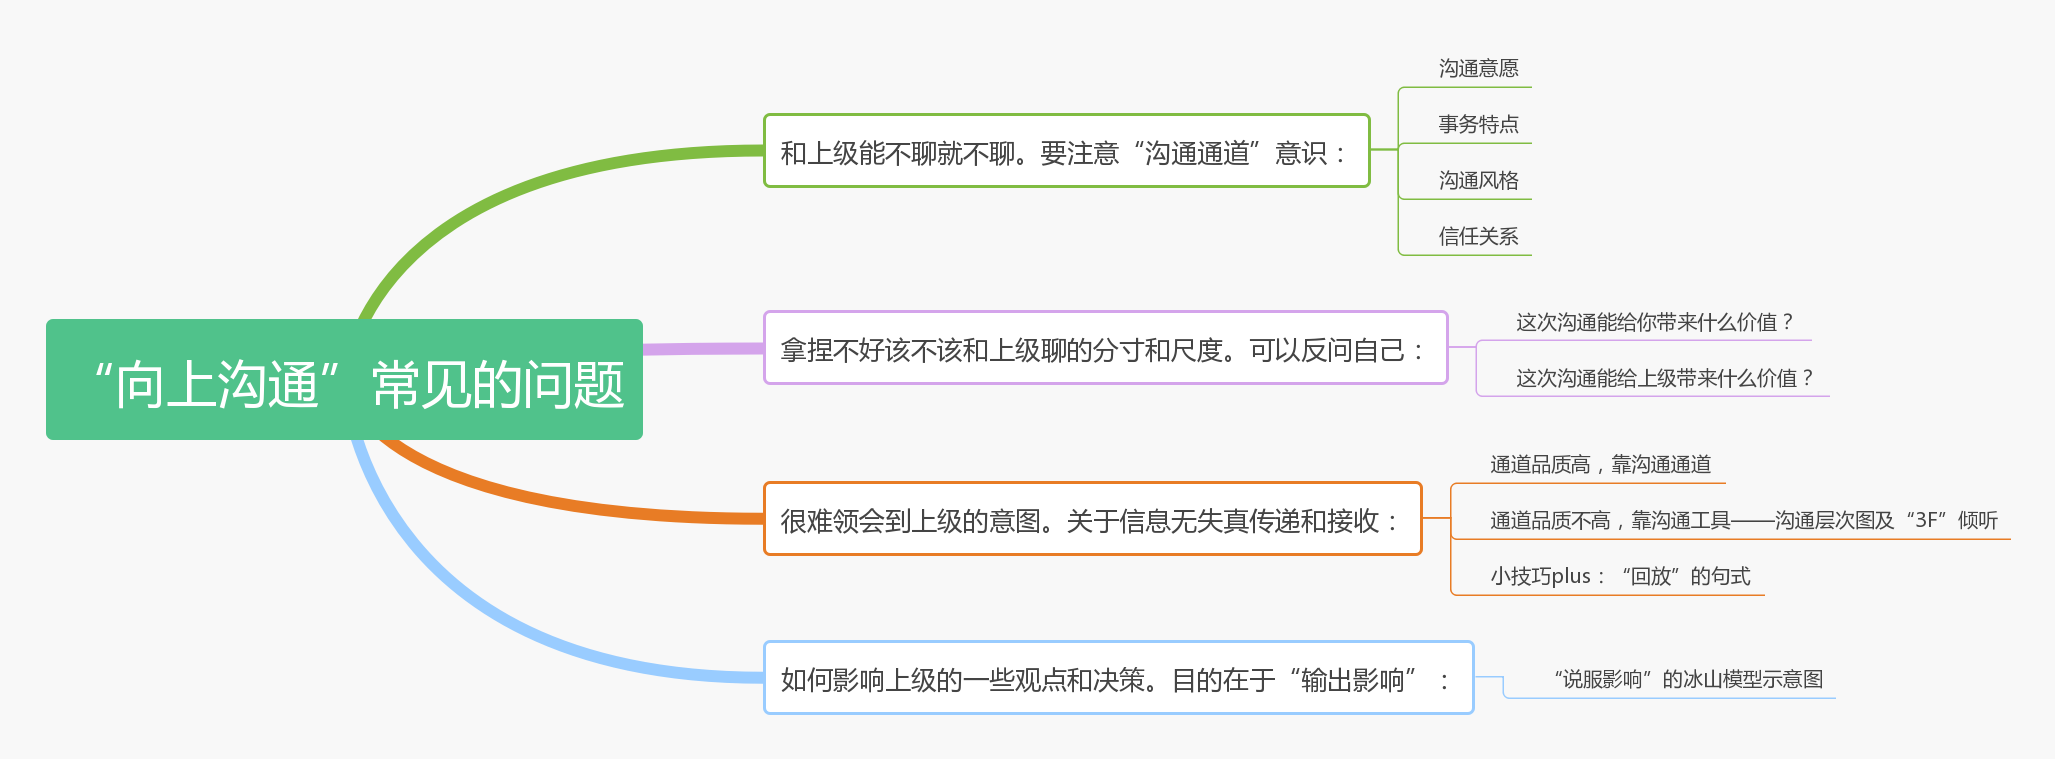 “向上沟通”常见的问题
和上级能不聊就不聊。要注意“沟通通道”意识：
沟通意愿
事务特点
沟通风格
信任关系
拿捏不好该不该和上级聊的分寸和尺度。可以反问自己：
这次沟通能给你带来什么价值？
这次沟通能给上级带来什么价值？
很难领会到上级的意图。关于信息无失真传递和接收：
通道品质高，靠沟通通道
通道品质不高，靠沟通工具——沟通层次图及“3F”倾听
小技巧plus：“回放”的句式
如何影响上级的一些观点和决策。目的在于“输出影响”：
“说服影响”的冰山模型示意图